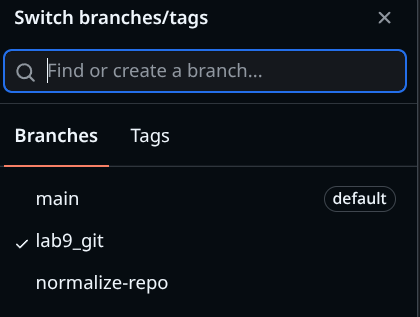 Switch branches/tags
Find or create a branch...
Branches Tags
main default
lab9_git
normalize-repo